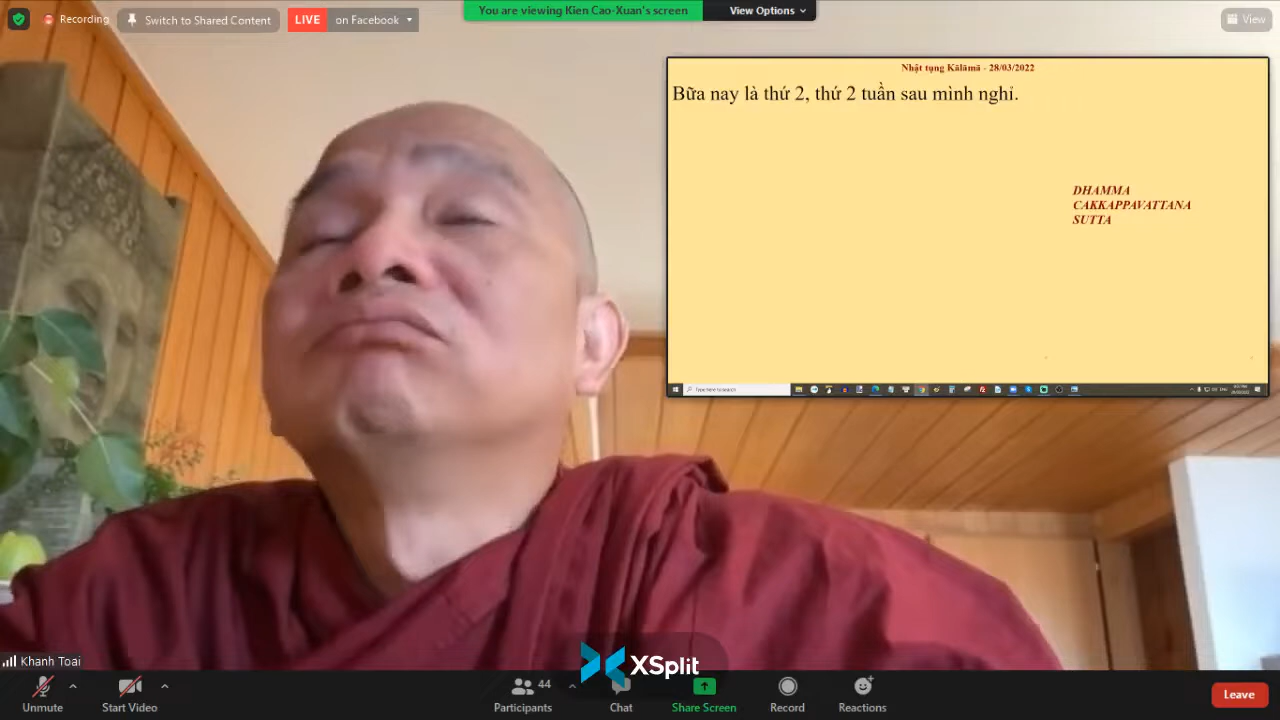 Recording
Switch to Shared Content
LIVE on Facebook
You are viewing Kien Cao-Xuan's screen
View Options
View
Nhật tụng Kālāmā - 28/03/2022
Bữa nay là thứ 2, thứ 2 tuần sau mình nghỉ.
DHAMMA
CAKKAPPAVATTANA
SUTTA
Khanh Toai
XSplit
Unmute
Start Video
44
Participants
Chat
Share Screen
Record
Reactions
Leave